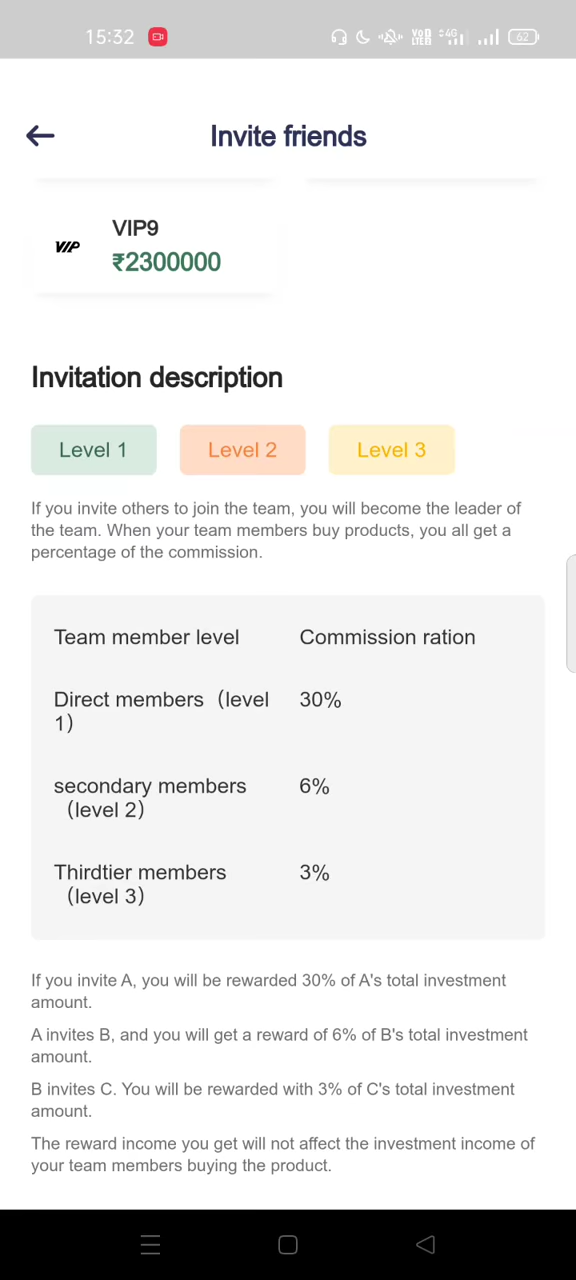 15:32
VoD
LTE B
4G
62
Invite friends
VIP
VIP9
₹2300000
Invitation description
Level 1
Level 2
Level 3
If you invite others to join the team, you will become the leader of
the team. When your team members buy products, you all get a
percentage of the commission.
Team member level
Commission ration
Direct members（level
1)
30%
secondary members
（level 2)
6%
Thirdtier members
（level 3)
3%
If you invite A, you will be rewarded 30% of A's total investment
amount.
A invites B, and you will get a reward of 6% of B's total investment
amount.
B invites C. You will be rewarded with 3% of C's total investment
amount.
The reward income you get will not affect the investment income of
your team members buying the product.